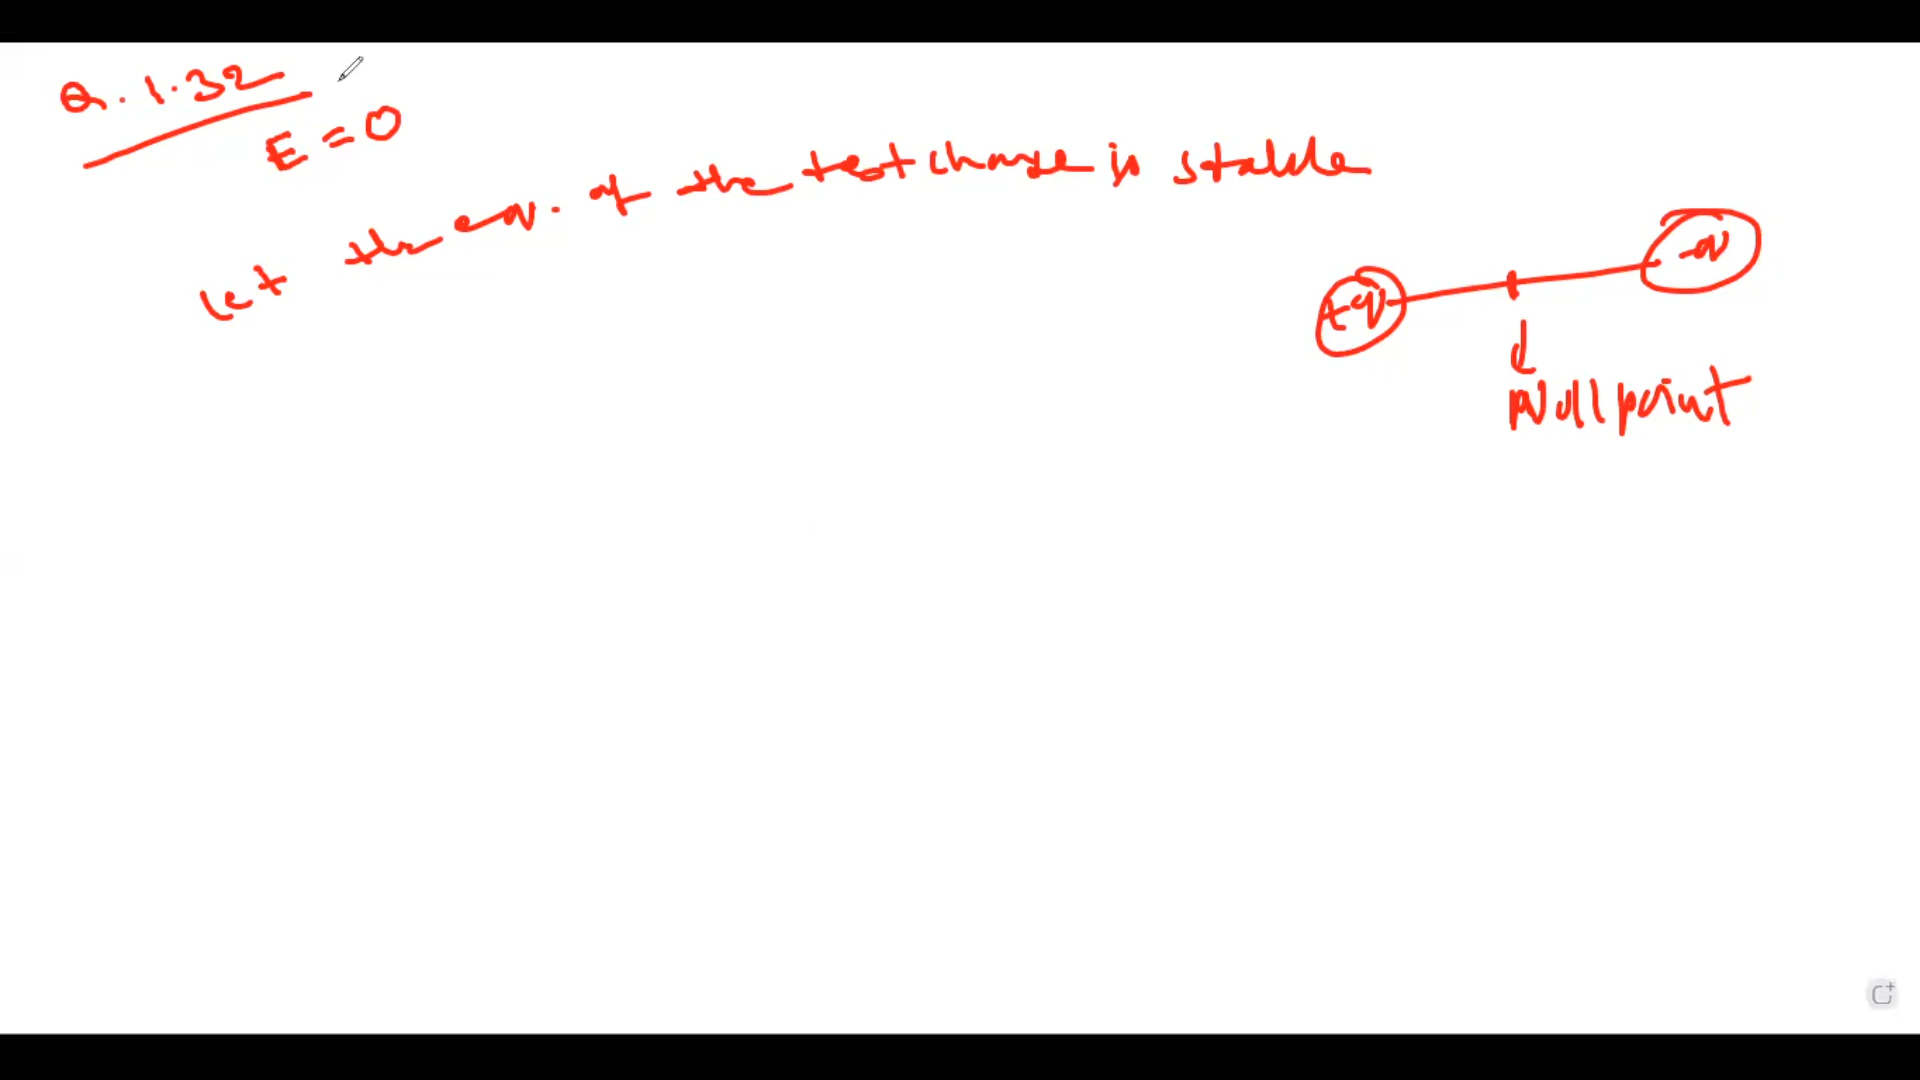 Q. 1.32
E = 0
let the eq. of the test charge is stable
+q
-q
Null point